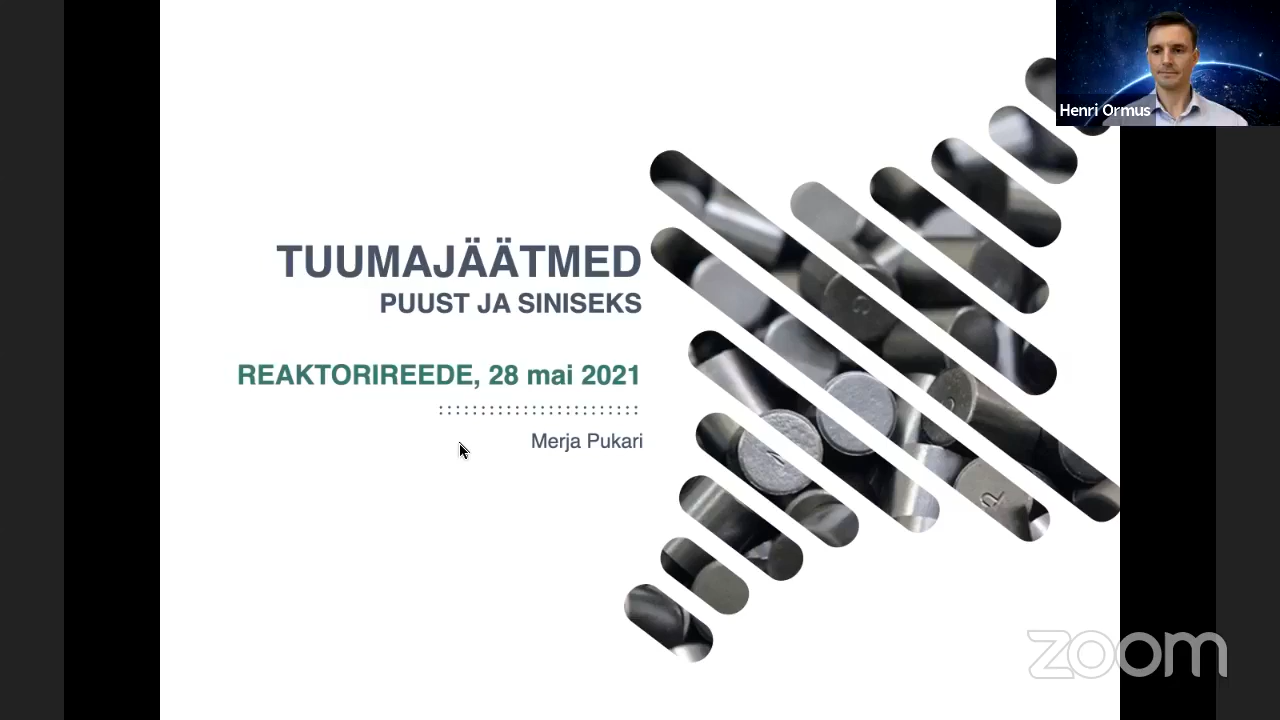 Henri Ormus
TUUMAJÄÄTMED
PUUST JA SINISEKS
REAKTORIREEDE, 28 mai 2021
Merja Pukari
zoom